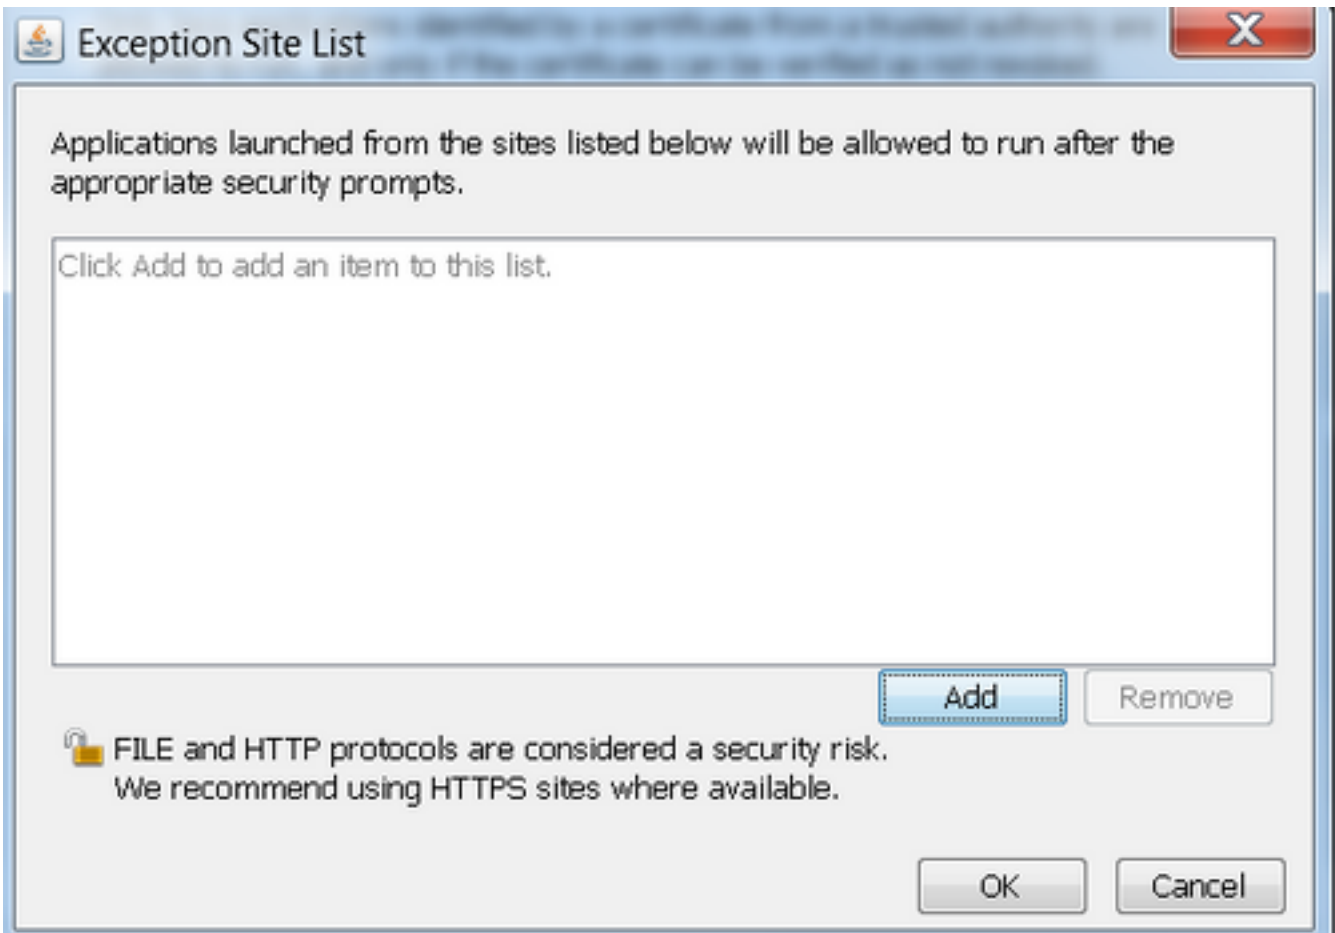 Exception Site List
Applications launched from the sites listed below will be allowed to run after the
appropriate security prompts.
Click Add to add an item to this list.
Add
Remove
FILE and HTTP protocols are considered a security risk.
We recommend using HTTPS sites where available.
OK
Cancel